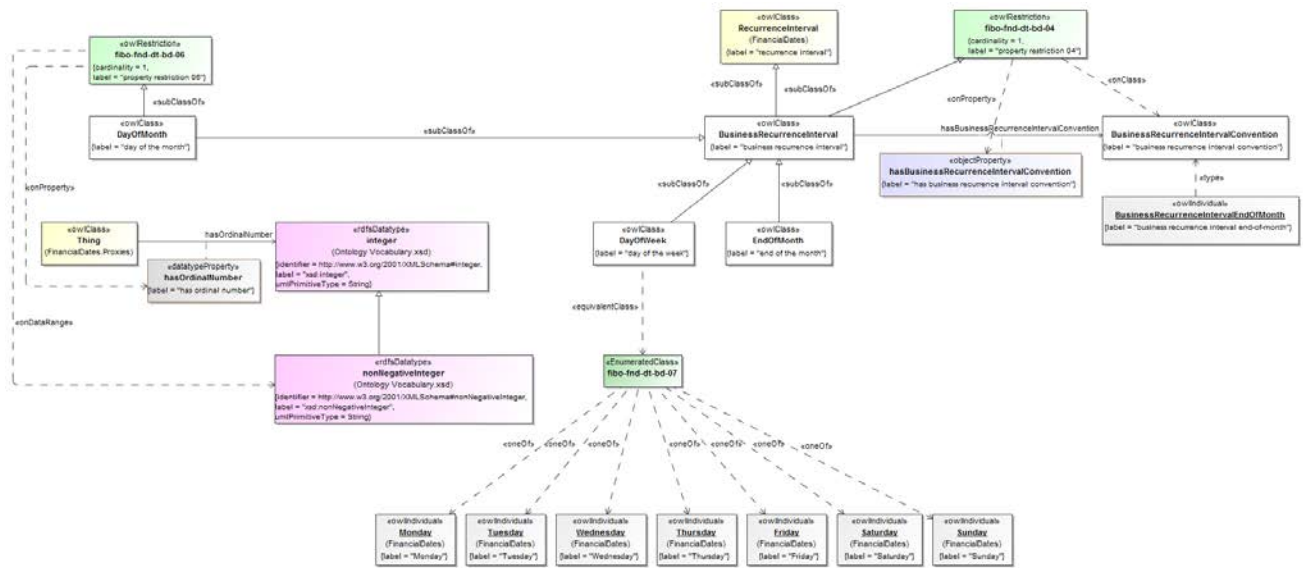 «owlRestriction»
fibo-fnd-dt-bd-06
{cardinality = 1,
label = "property restriction 06"}
«owlClass»
RecurrenceInterval
(FinancialDates)
{label = "recurrence interval"}
«owlRestriction»
fibo-fnd-dt-bd-04
{cardinality = 1,
label = "property restriction 04"}
«subClassOf»
«subClassOf»
«subClassOf»
«onProperty»
«onClass»
«owlClass»
DayOfMonth
{label = "day of the month"}
«subClassOf»
«owlClass»
BusinessRecurrenceInterval
{label = "business recurrence interval"}
hasBusinessRecurrenceIntervalConvention
«owlClass»
BusinessRecurrenceIntervalConvention
{label = "business recurrence interval convention"}
«objectProperty»
hasBusinessRecurrenceIntervalConvention
{label = "has business recurrence interval convention"}
«onProperty»
«subClassOf»
«subClassOf»
«type»
«owlIndividual»
BusinessRecurrenceIntervalEndOfMonth
{label = "business recurrence interval end-of-month"}
«owlClass»
Thing
(FinancialDates.Proxies)
hasOrdinalNumber
«rdfsDatatype»
integer
(Ontology Vocabulary.xsd)
{identifier = http://www.w3.org/2001/XMLSchema#integer,
label = "xsd:integer",
umlPrimitiveType = String}
«owlClass»
DayOfWeek
{label = "day of the week"}
«owlClass»
EndOfMonth
{label = "end of the month"}
«datatypeProperty»
hasOrdinalNumber
{label = "has ordinal number"}
«onDataRange»
«equivalentClass»
«rdfsDatatype»
nonNegativeInteger
(Ontology Vocabulary.xsd)
{identifier = http://www.w3.org/2001/XMLSchema#nonNegativeInteger,
label = "xsd:nonNegativeInteger",
umlPrimitiveType = String}
«EnumeratedClass»
fibo-fnd-dt-bd-07
«oneOf»
«oneOf»
«oneOf»
«oneOf»
«oneOf»
«oneOf»
«oneOf»
«owlIndividual»
Monday
(FinancialDates)
{label = "Monday"}
«owlIndividual»
Tuesday
(FinancialDates)
{label = "Tuesday"}
«owlIndividual»
Wednesday
(FinancialDates)
{label = "Wednesday"}
«owlIndividual»
Thursday
(FinancialDates)
{label = "Thursday"}
«owlIndividual»
Friday
(FinancialDates)
{label = "Friday"}
«owlIndividual»
Saturday
(FinancialDates)
{label = "Saturday"}
«owlIndividual»
Sunday
(FinancialDates)
{label = "Sunday"}